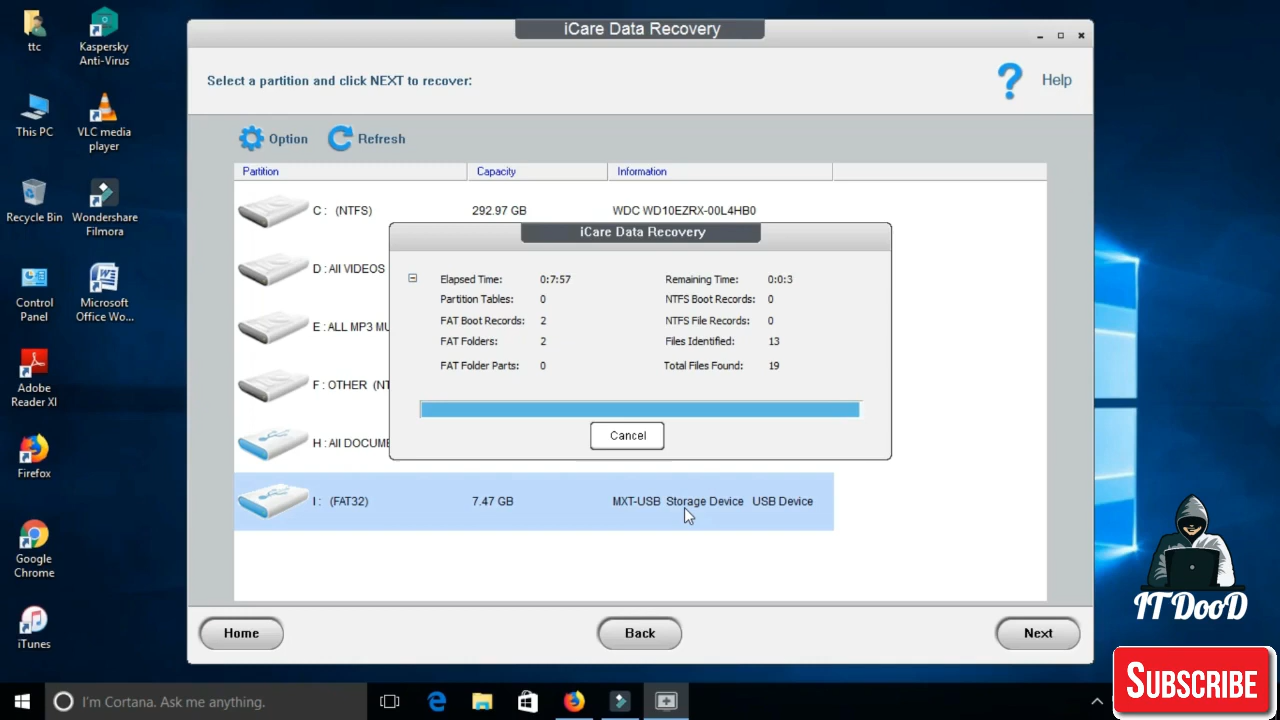 iCare Data Recovery
Select a partition and click NEXT to recover:
? Help
Option Refresh
Partition Capacity Information
C : (NTFS) 292.97 GB WDC WD10EZRX-00L4HB0
D : All VIDEOS
E : ALL MP3 MU
F : OTHER (NT
H : All DOCUME
I : (FAT32) 7.47 GB MXT-USB Storage Device USB Device
iCare Data Recovery
Elapsed Time: 0:7:57 Remaining Time: 0:0:3
Partition Tables: 0 NTFS Boot Records: 0
FAT Boot Records: 2 NTFS File Records: 0
FAT Folders: 2 Files Identified: 13
FAT Folder Parts: 0 Total Files Found: 19
Cancel
Home Back Next
ttc
Kaspersky
Anti-Virus
This PC
VLC media
player
Recycle Bin
Wondershare
Filmora
Control
Panel
Microsoft
Office Wo...
Adobe
Reader XI
Firefox
Google
Chrome
iTunes
IT DooD
SUBSCRIBE
I'm Cortana. Ask me anything.